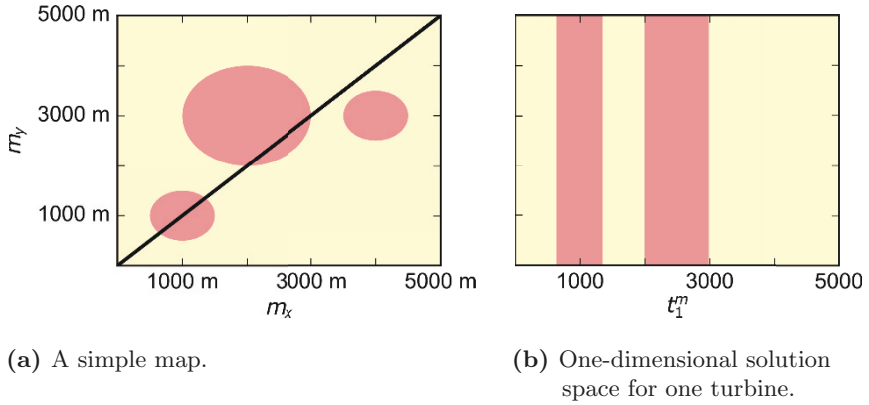 5000 m
3000 m
1000 m
m_y
1000 m 3000 m 5000 m
m_x
1000 3000 5000
t_1^m
(a) A simple map.
(b) One-dimensional solution
space for one turbine.